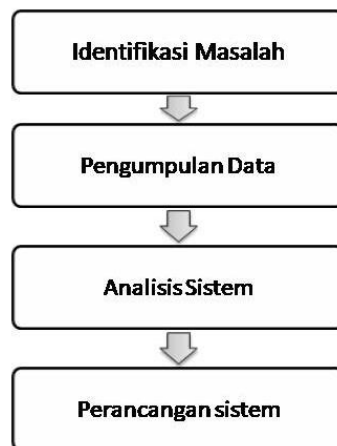 Identifikasi Masalah
Pengumpulan Data
Analisis Sistem
Perancangan sistem